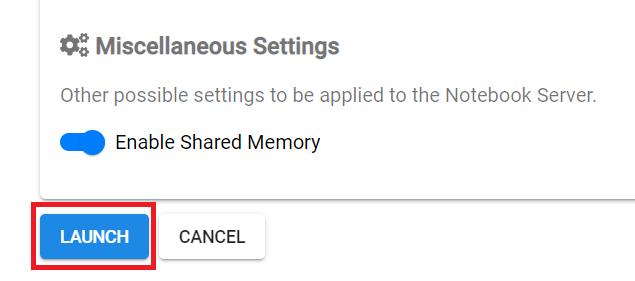 Miscellaneous Settings
Other possible settings to be applied to the Notebook Server.
Enable Shared Memory
LAUNCH CANCEL